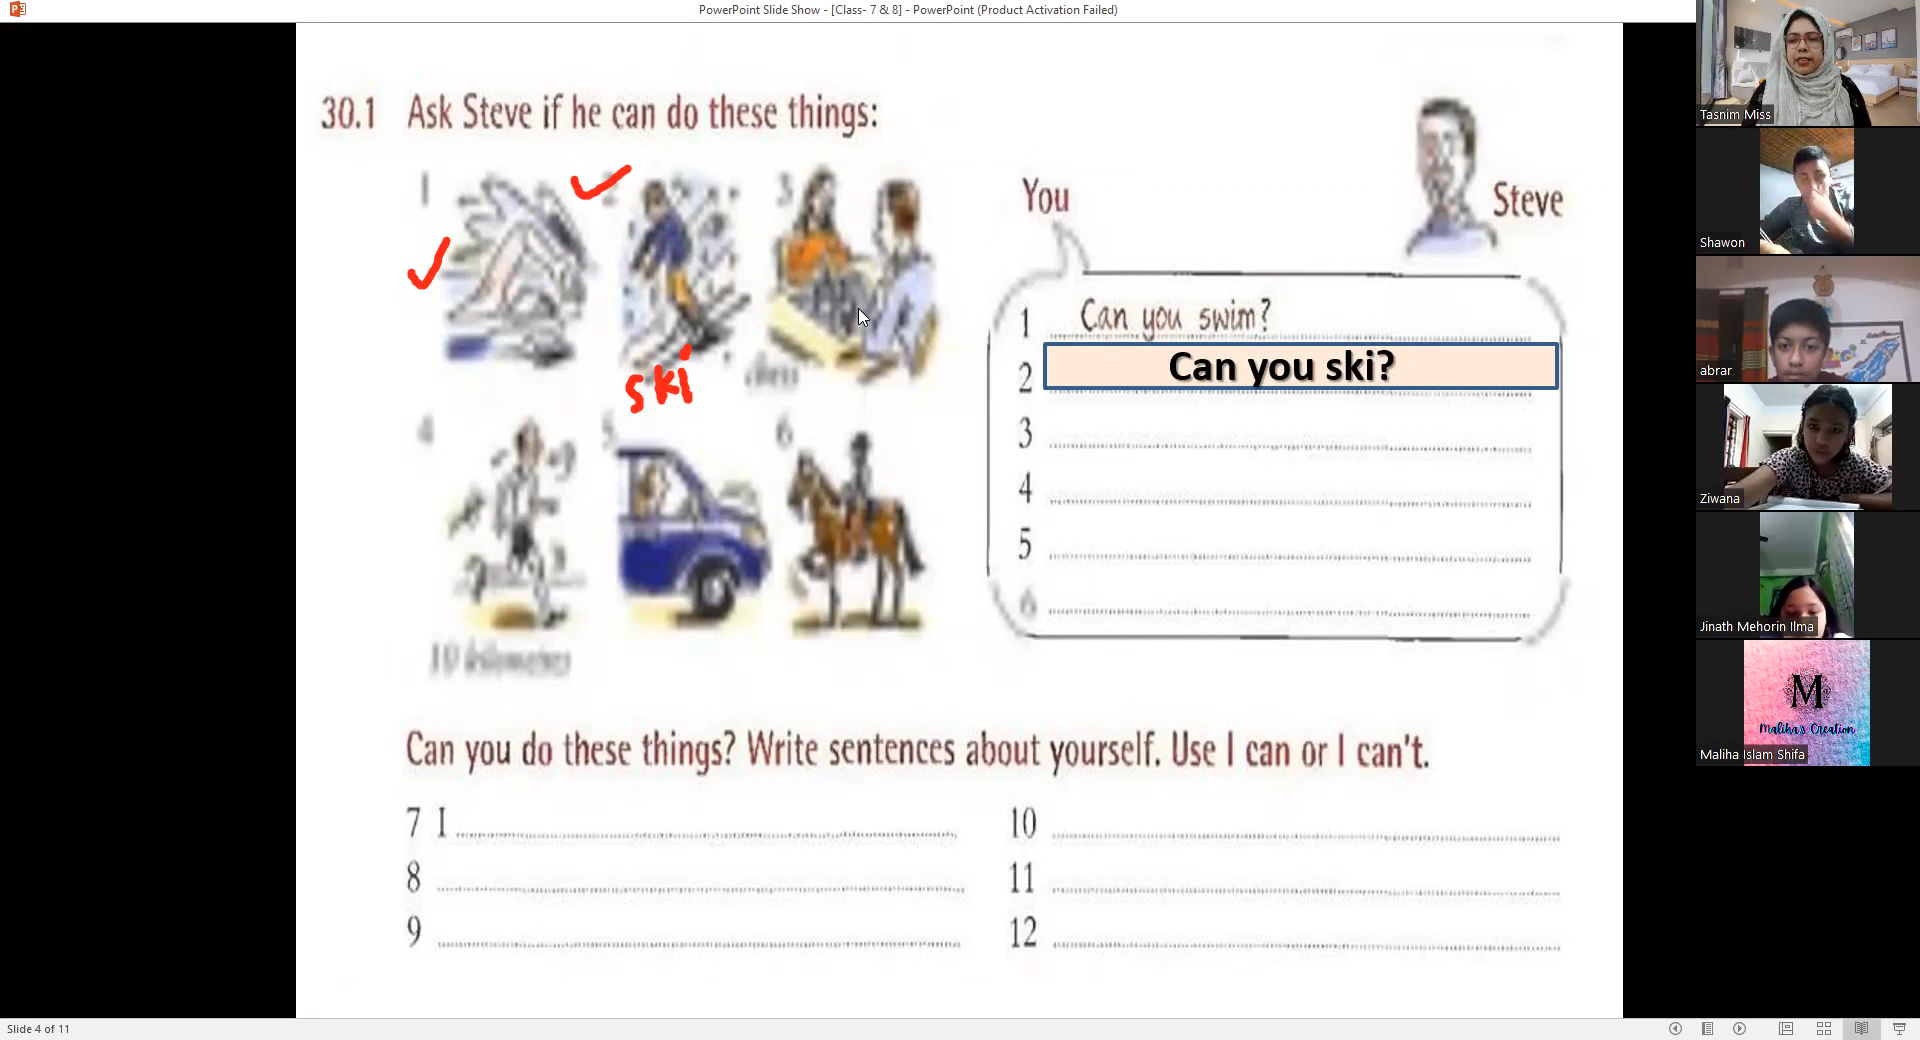 PowerPoint Slide Show - [Class- 7 & 8] - PowerPoint (Product Activation Failed)
30.1 Ask Steve if he can do these things:
1
2
3
You
Steve
ski
chess
4
5
6
10 kilometres
1 Can you swim?
2 Can you ski?
3
4
5
6
Can you do these things? Write sentences about yourself. Use I can or I can't.
7 I
8
9
10
11
12
Tasnim Miss
Shawon
abrar
Ziwana
Jinath Mehorin Ilma
M
Maliha's Creation
Maliha Islam Shifa
Slide 4 of 11